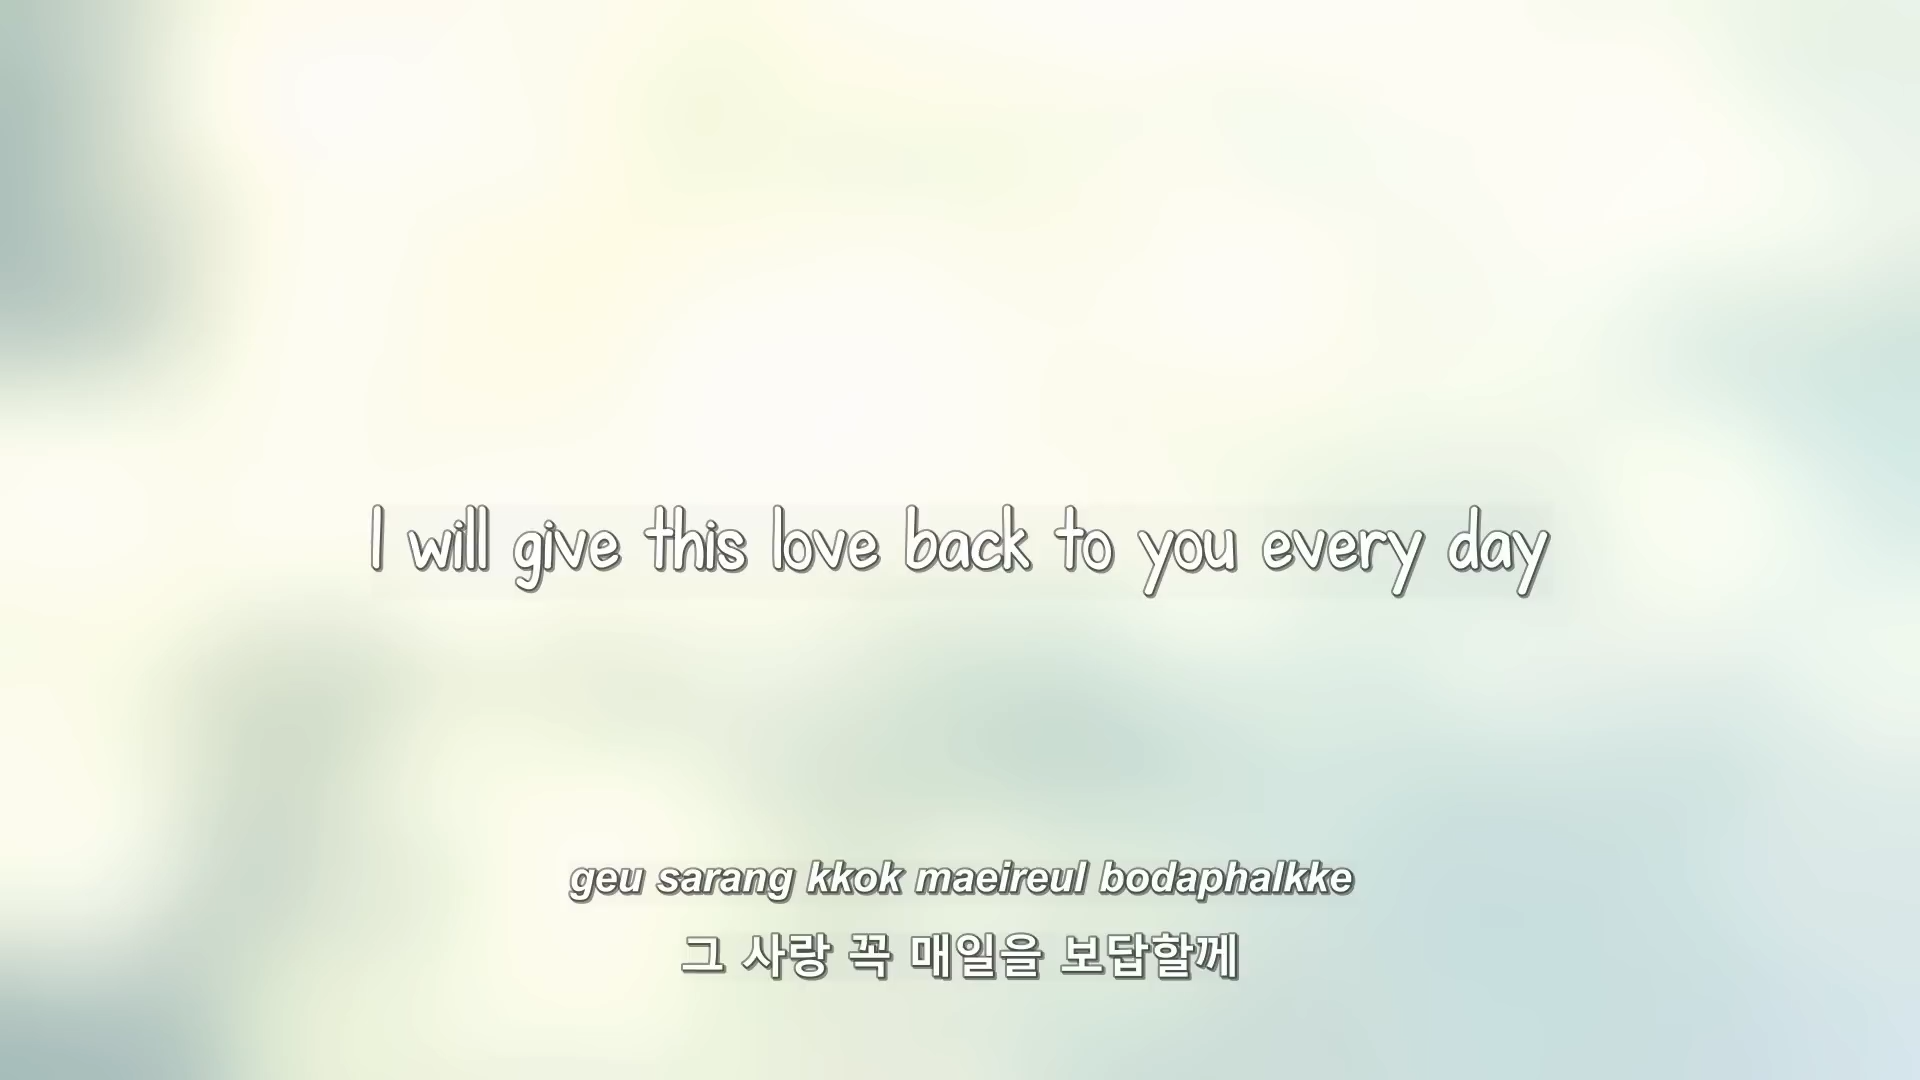 I will give this love back to you every day
geu sarang kkok maeireul bodaphalkke
그 사랑 꼭 매일을 보답할께